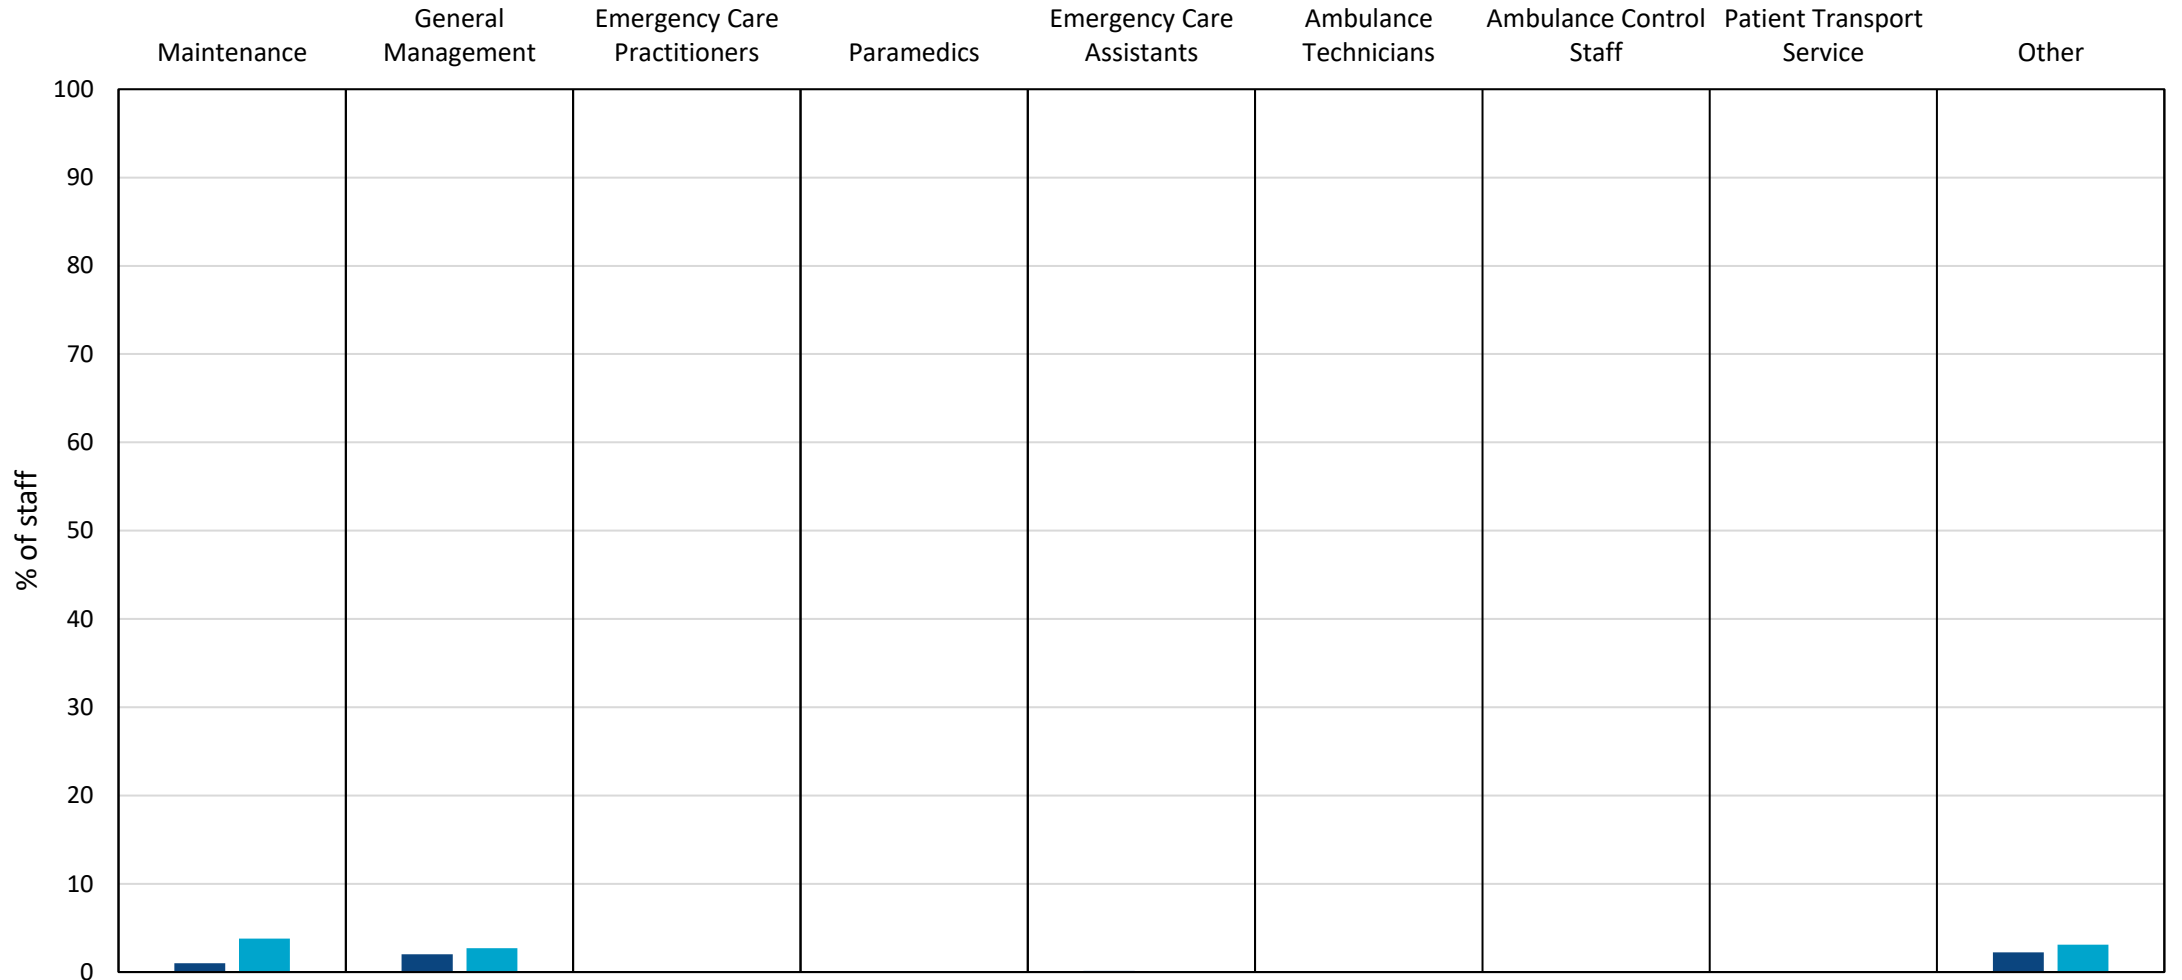 Maintenance
General
Management
Emergency Care
Practitioners
Paramedics
Emergency Care
Assistants
Ambulance
Technicians
Ambulance Control
Staff
Patient Transport
Service
Other
100
90
80
70
60
50
40
30
20
10
0
% of staff